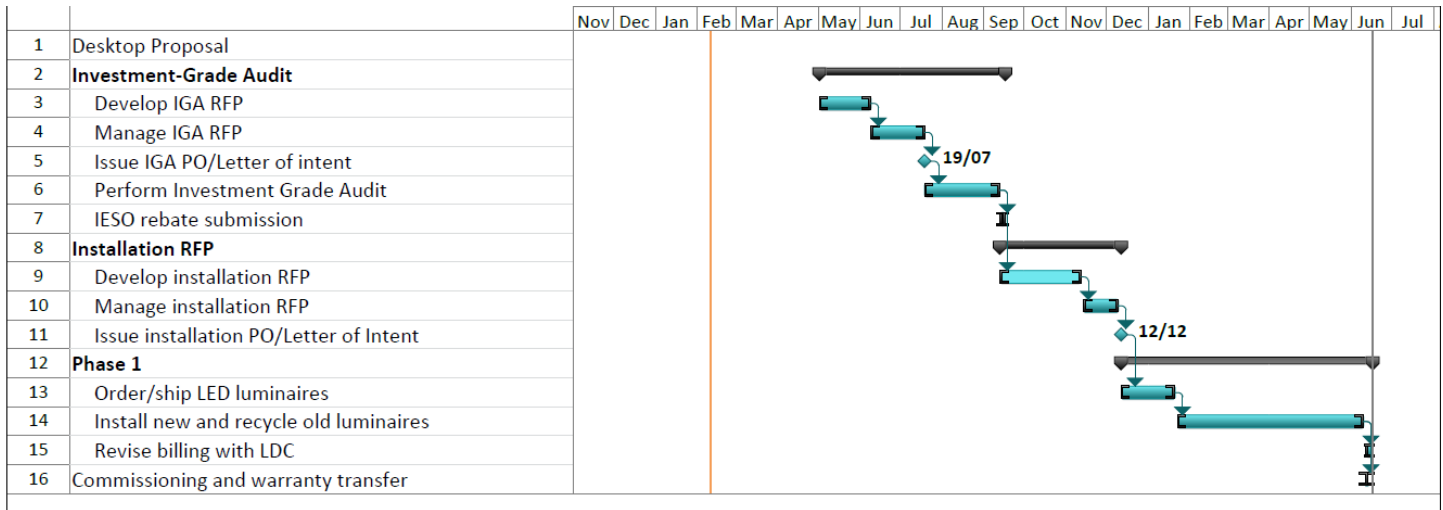 Nov Dec Jan Feb Mar Apr May Jun Jul Aug Sep Oct Nov Dec Jan Feb Mar Apr May Jun Jul
1 Desktop Proposal
2 Investment-Grade Audit
3 Develop IGA RFP
4 Manage IGA RFP
5 Issue IGA PO/Letter of intent 19/07
6 Perform Investment Grade Audit
7 IESO rebate submission
8 Installation RFP
9 Develop installation RFP
10 Manage installation RFP
11 Issue installation PO/Letter of Intent 12/12
12 Phase 1
13 Order/ship LED luminaires
14 Install new and recycle old luminaires
15 Revise billing with LDC
16 Commissioning and warranty transfer